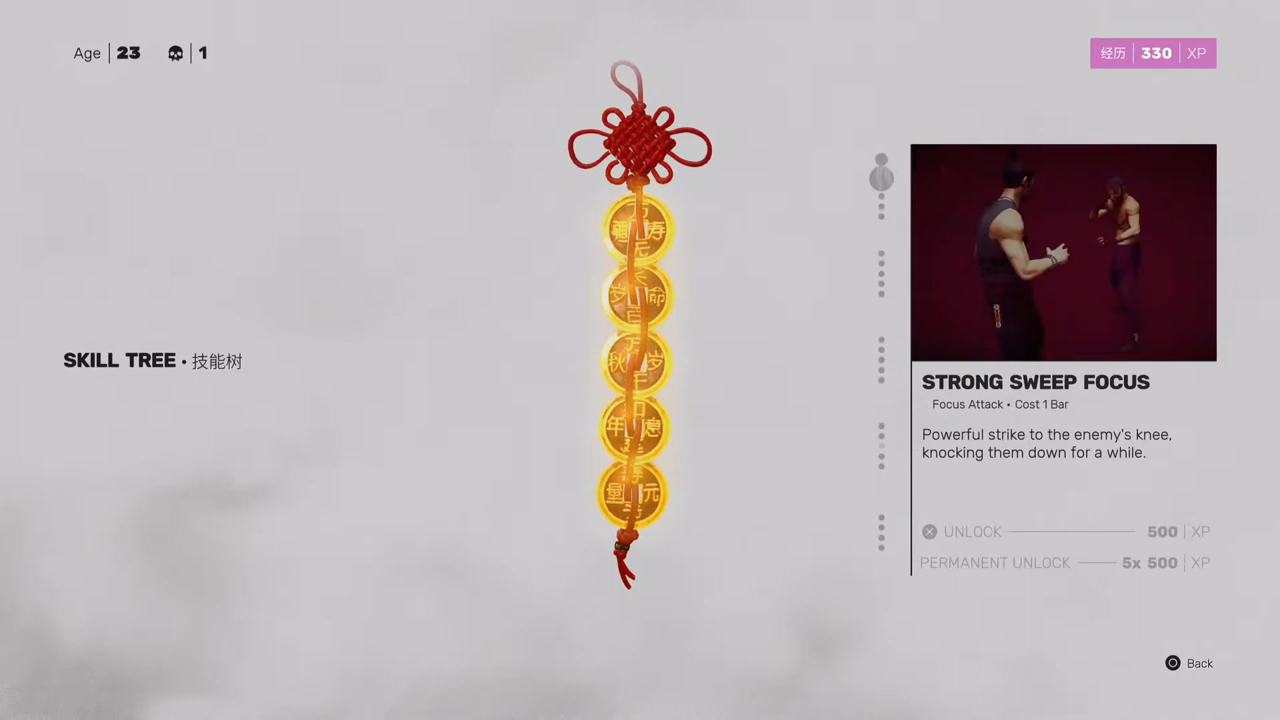 Age 23 1
经历 330 XP
SKILL TREE • 技能树
STRONG SWEEP FOCUS
Focus Attack • Cost 1 Bar
Powerful strike to the enemy's knee,
knocking them down for a while.
UNLOCK 500 XP
PERMANENT UNLOCK 5x 500 XP
Back